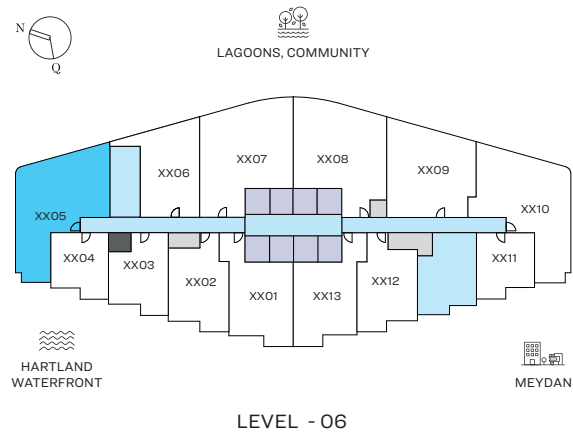 N
Q
LAGOONS, COMMUNITY
XX07
XX08
XX06
XX09
XX05
XX10
XX04
XX03
XX02
XX01
XX13
XX12
XX11
HARTLAND
WATERFRONT
MEYDAN
LEVEL - 06